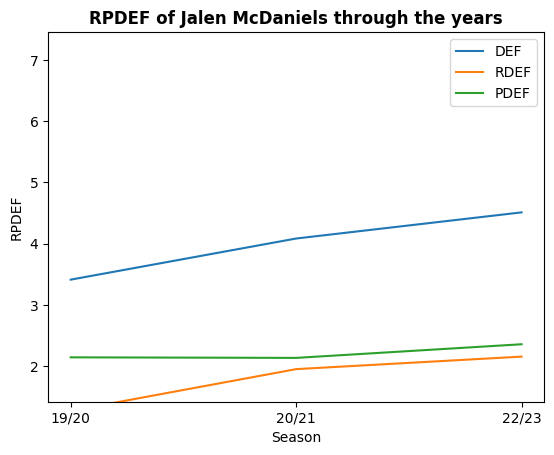 RPDEF of Jalen McDaniels through the years
DEF
RDEF
PDEF
7
6
5
4
3
2
RPDEF
19/20
20/21
22/23
Season